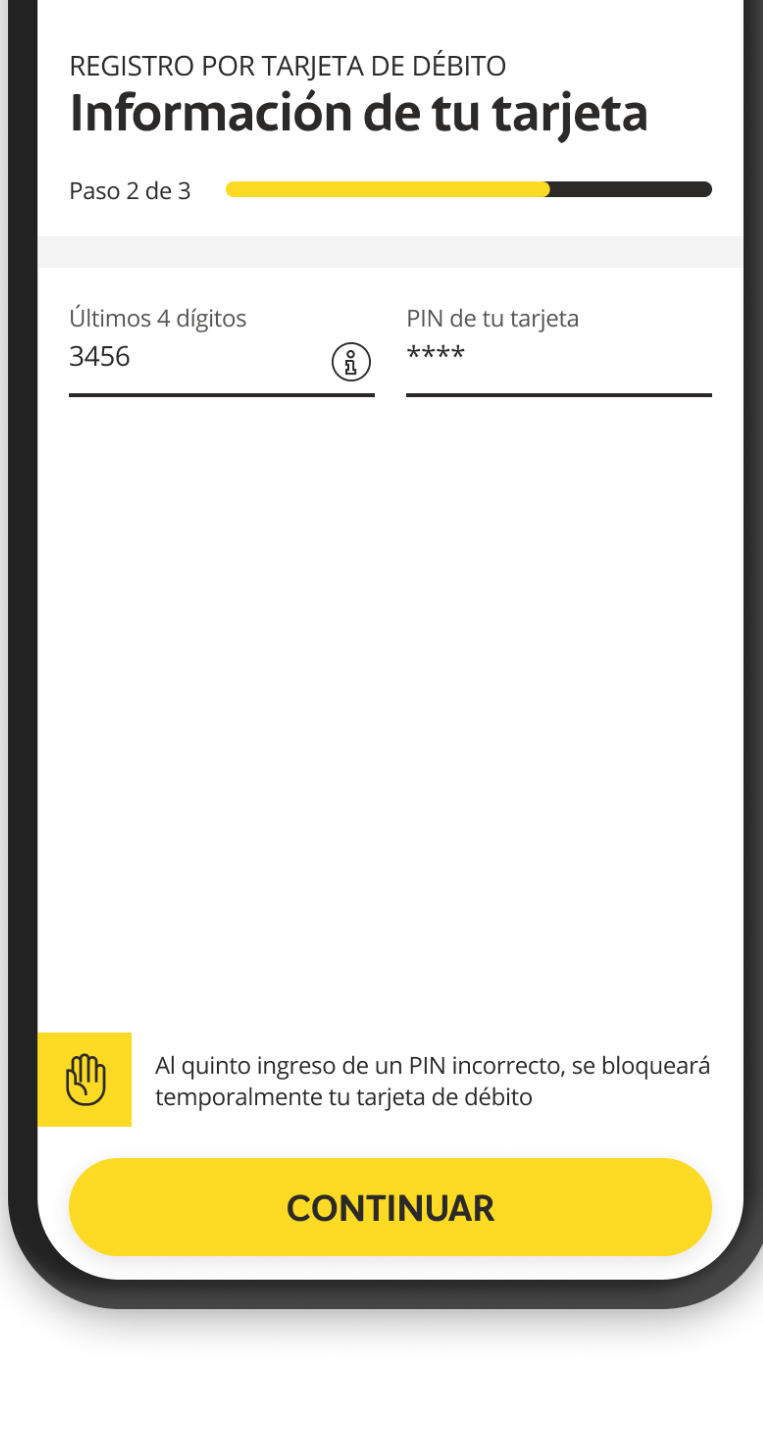 REGISTRO POR TARJETA DE DÉBITO
Información de tu tarjeta
Paso 2 de 3
Últimos 4 dígitos
PIN de tu tarjeta
3456
****
Al quinto ingreso de un PIN incorrecto, se bloqueará
temporalmente tu tarjeta de débito
CONTINUAR